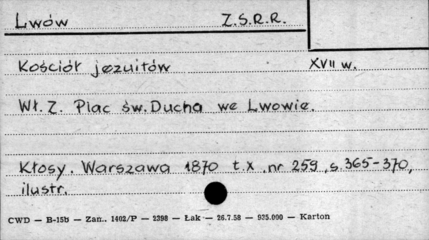 Lwów Z.S.R.R.
Kościół jezuitów XVII w.
Wł. Z. Plac św. Ducha we Lwowie.
Kłosy. Warszawa 1870 t.X nr 259, s. 365-370,
ilustr.
CWD — B-15b — Zam. 1402/P — 2398 — Łak — 26.7.58 — 935.000 — Karton